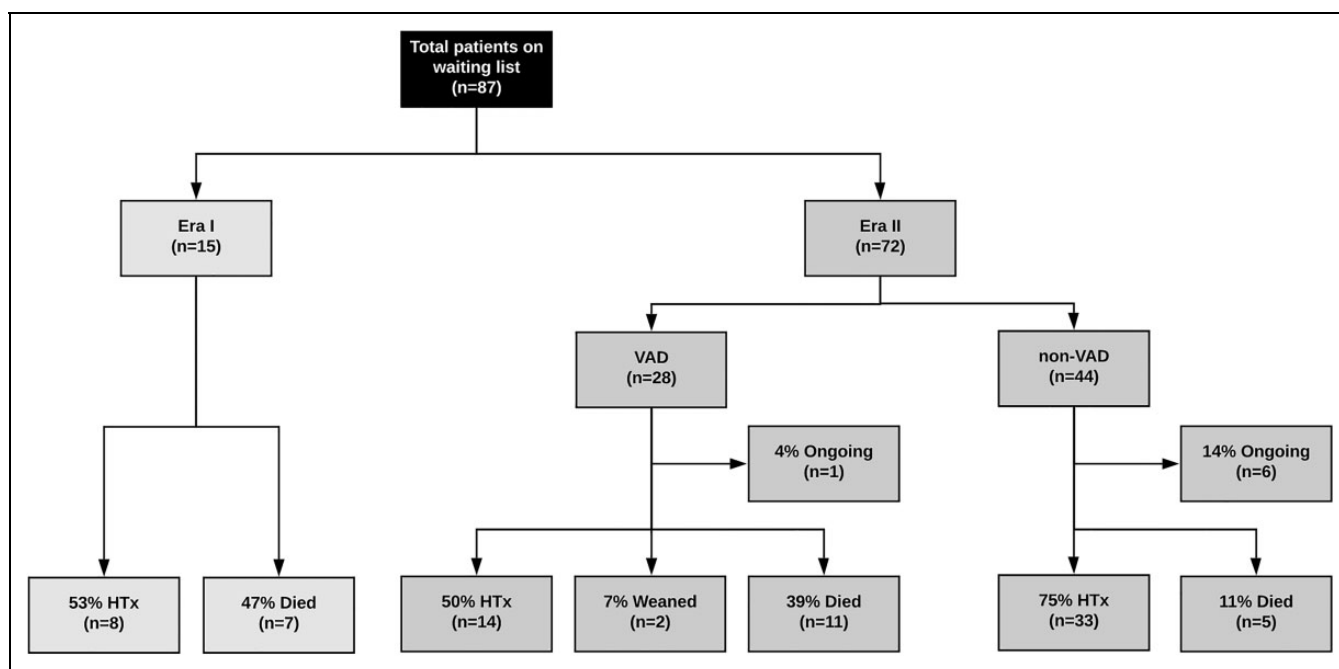 Total patients on
waiting list
(n=87)
Era I
(n=15)
Era II
(n=72)
VAD
(n=28)
non-VAD
(n=44)
4% Ongoing
(n=1)
14% Ongoing
(n=6)
53% HTx
(n=8)
47% Died
(n=7)
50% HTx
(n=14)
7% Weaned
(n=2)
39% Died
(n=11)
75% HTx
(n=33)
11% Died
(n=5)